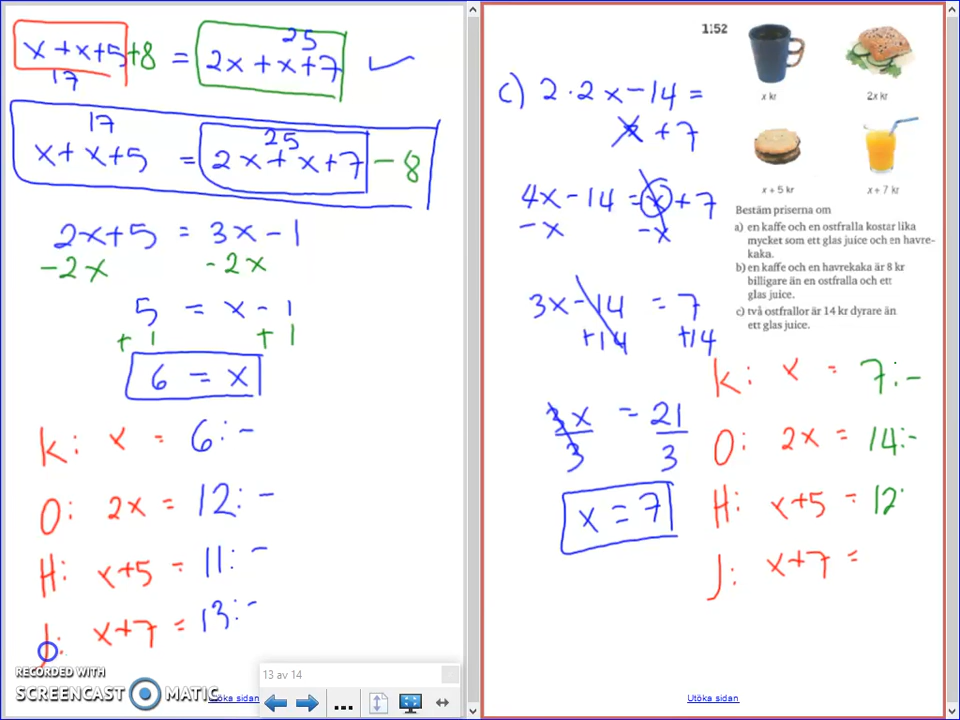 x + x + 5 + 8 = 2x + x + 7 ✓
17 25
17 25
x + x + 5 = 2x + x + 7 - 8
2x + 5 = 3x - 1
-2x -2x
5 = x - 1
+1 +1
6 = x
K: x = 6:-
O: 2x = 12:-
H: x+5 = 11:-
J: x+7 = 13:-
RECORDED WITH
SCREENCAST MATIC
Utöka sidan
13 av 14
...
1152
x kr
2x kr
x + 5 kr
x + 7 kr
Bestäm priserna om
a) en kaffe och en ostfralla kostar lika
mycket som ett glas juice och en havre-
kaka.
b) en kaffe och en havrekaka är 8 kr
billigare än en ostfralla och ett
glas juice.
c) två ostfrallor är 14 kr dyrare än
ett glas juice.
c) 2 · 2x - 14 =
x + 7
4x - 14 = x + 7
-x -x
3x - 14 = 7
+14 +14
3x = 21
3 3
x = 7
K: x = 7:-
O: 2x = 14:-
H: x+5 = 12:
J: x+7 =
Utöka sidan